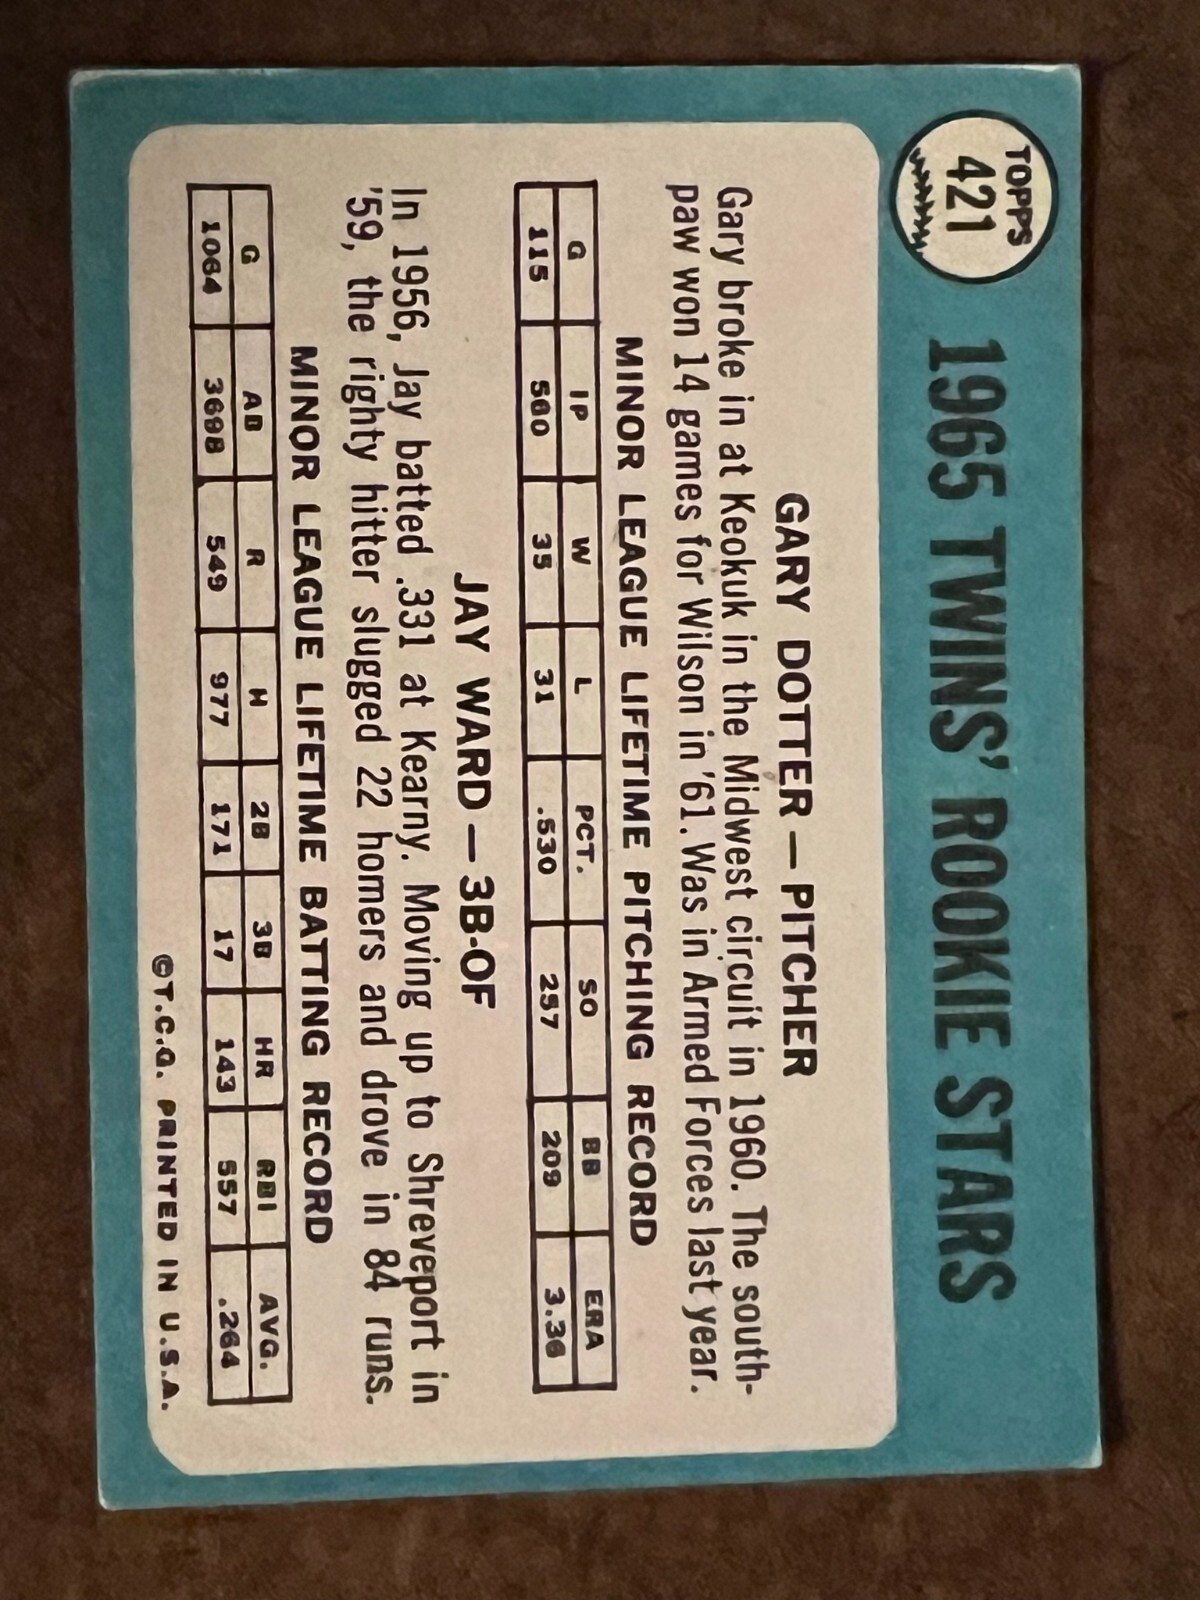 TOPPS
421
1965 TWINS' ROOKIE STARS
GARY DOTTER — PITCHER
Gary broke in at Keokuk in the Midwest circuit in 1960. The south-
paw won 14 games for Wilson in '61. Was in Armed Forces last year.
MINOR LEAGUE LIFETIME PITCHING RECORD
G IP W L PCT. SO BB ERA
115 560 35 31 .530 257 209 3.36
JAY WARD — 3B-OF
In 1956, Jay batted .331 at Kearny. Moving up to Shreveport in
'59, the righty hitter slugged 22 homers and drove in 84 runs.
MINOR LEAGUE LIFETIME BATTING RECORD
G AB R H 2B 3B HR RBI AVG.
1064 3698 549 977 171 17 143 557 .264
©T.C.G. PRINTED IN U.S.A.